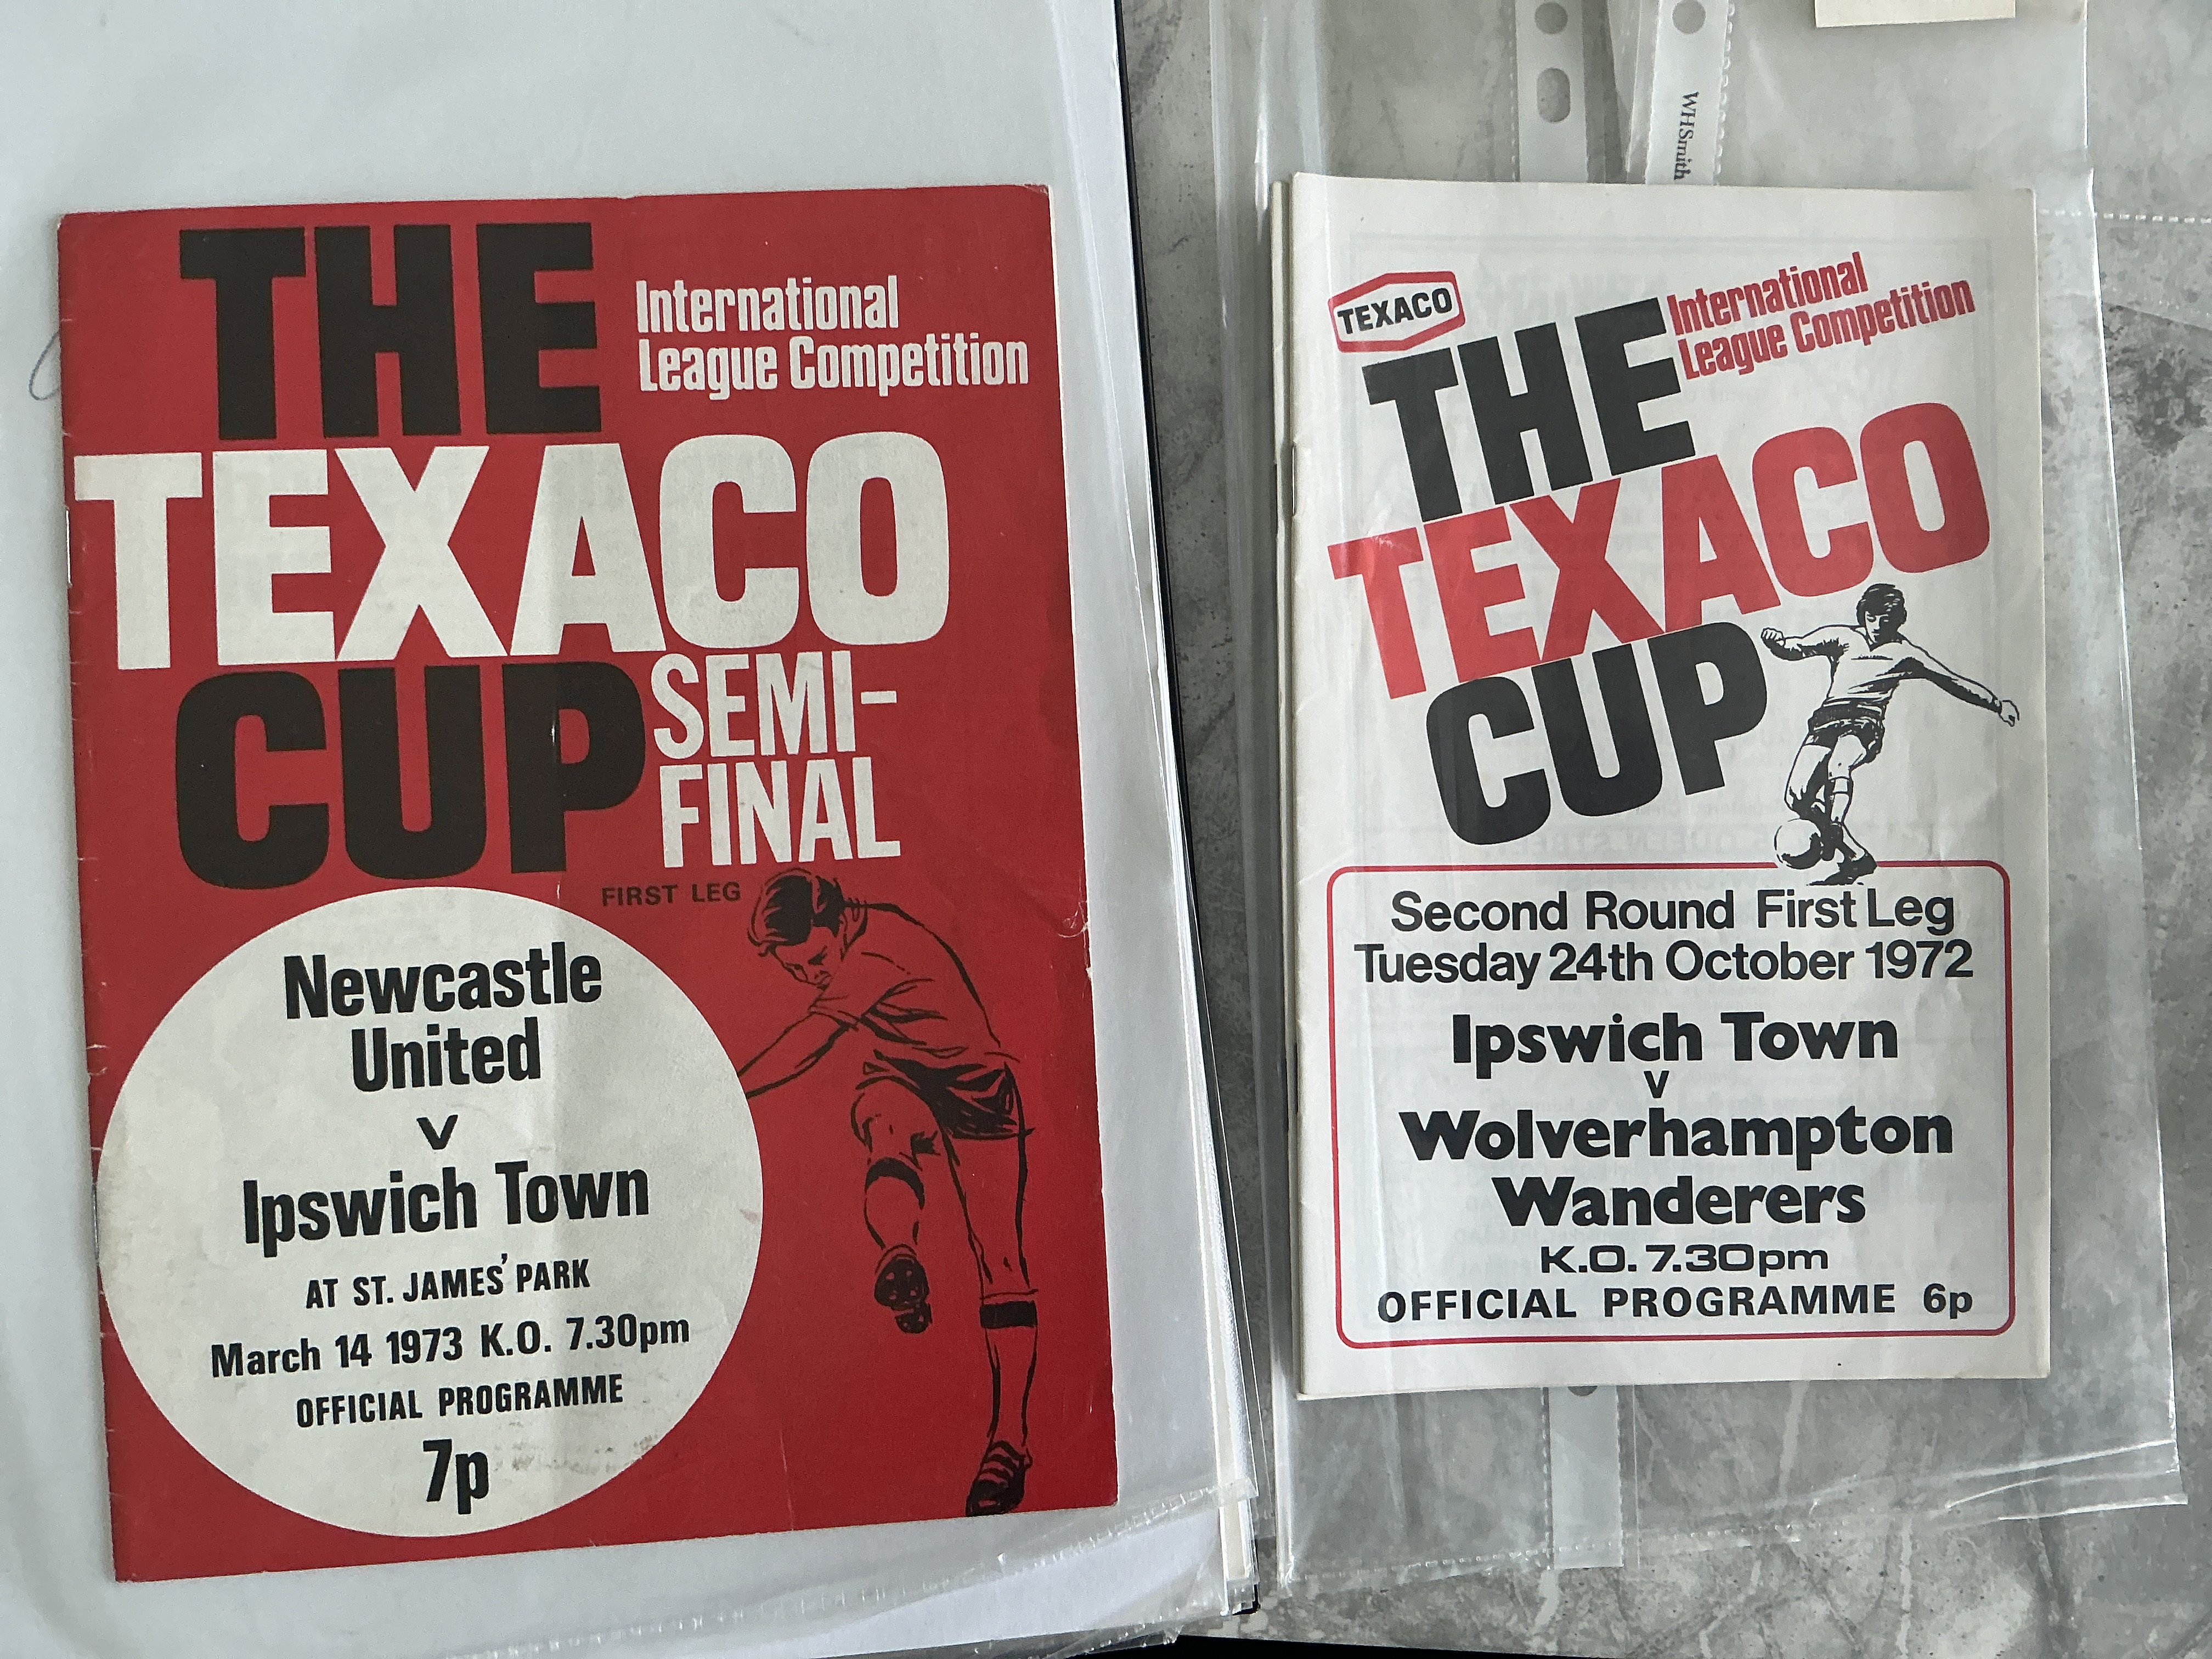 THE
International
League Competition
TEXACO
CUP
SEMI-
FINAL
FIRST LEG
Newcastle
United
v
Ipswich Town
AT ST. JAMES' PARK
March 14 1973 K.O. 7.30pm
OFFICIAL PROGRAMME
7p
WHSmith
TEXACO
International
League Competition
THE
TEXACO
CUP
Second Round First Leg
Tuesday 24th October 1972
Ipswich Town
v
Wolverhampton
Wanderers
K.O. 7.30pm
OFFICIAL PROGRAMME 6p